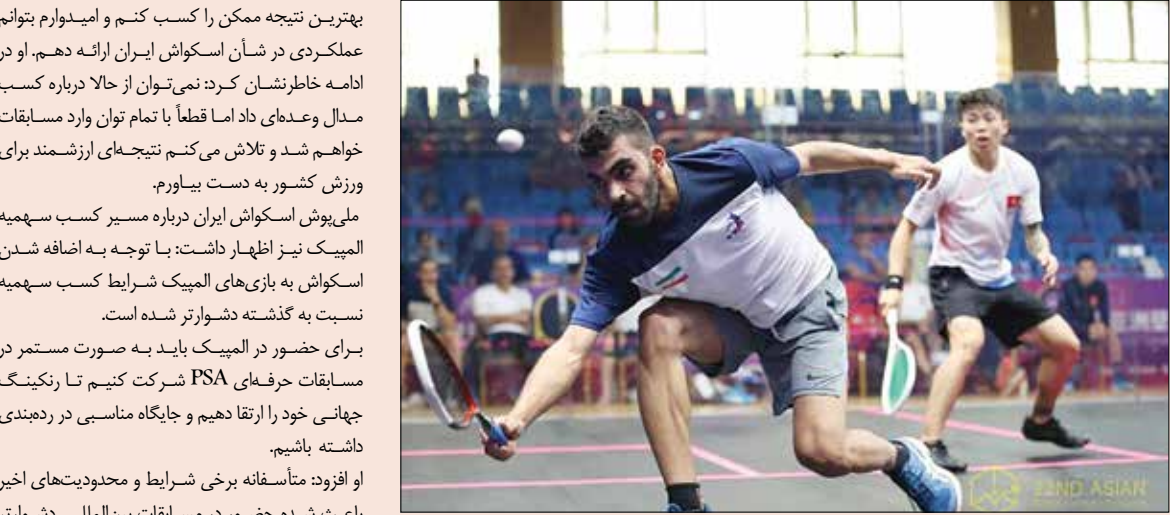 بهترین نتیجه ممکن را کسب کنم و امیدوارم بتوانم
عملکردی در شأن اسکواش ایران ارائه دهم. او در
ادامه خاطرنشان کرد: نمی‌توان از حالا درباره کسب
مدال وعده‌ای داد اما قطعاً با تمام توان وارد مسابقات
خواهم شد و تلاش می‌کنم نتیجه‌ای ارزشمند برای
ورزش کشور به دست بیاورم.
ملی‌پوش اسکواش ایران درباره مسیر کسب سهمیه
المپیک نیز اظهار داشت: با توجه به اضافه شدن
اسکواش به بازی‌های المپیک شرایط کسب سهمیه
نسبت به گذشته دشوارتر شده است.
برای حضور در المپیک باید به صورت مستمر در
مسابقات حرفه‌ای PSA شرکت کنیم تا رنکینگ
جهانی خود را ارتقا دهیم و جایگاه مناسبی در رده‌بندی
داشته باشیم.
او افزود: متأسفانه برخی شرایط و محدودیت‌های اخیر
22ND ASIAN